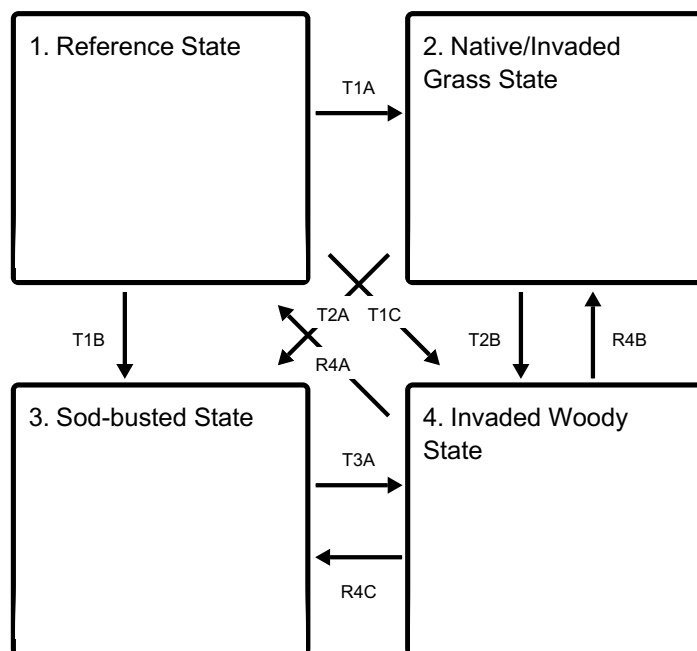 1. Reference State
2. Native/Invaded
Grass State
T1A
T2A
T1C
T1B
R4A
T2B
R4B
3. Sod-busted State
4. Invaded Woody
State
T3A
R4C